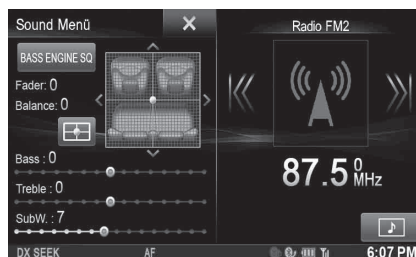 Sound Menü
BASS ENGINE SQ
Fader: 0
Balance: 0
Bass : 0
Treble : 0
SubW. : 7
Radio FM2
87.5 0 MHz
DX SEEK AF 6:07 PM